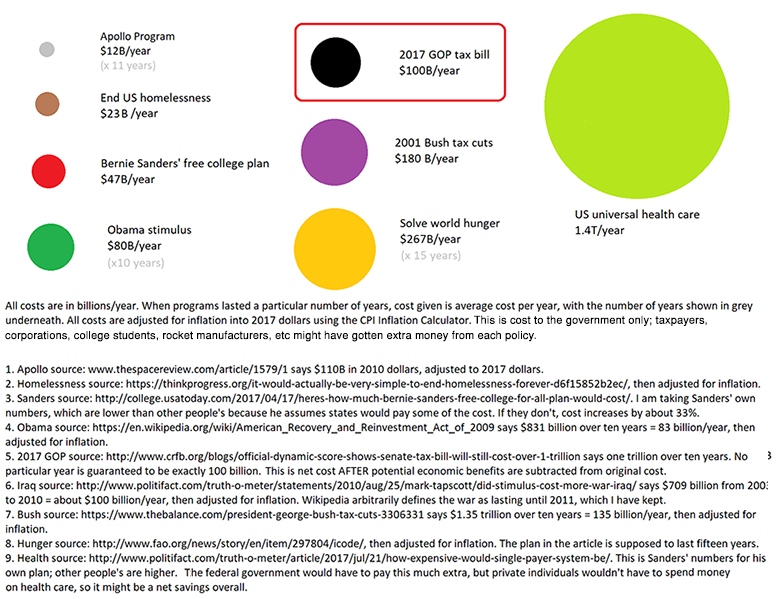 Apollo Program
$12B/year
(x 11 years)
End US homelessness
$23B /year
Bernie Sanders' free college plan
$47B/year
Obama stimulus
$80B/year
(x10 years)
2017 GOP tax bill
$100B/year
2001 Bush tax cuts
$180 B/year
Solve world hunger
$267B/year
(x 15 years)
US universal health care
1.4T/year
All costs are in billions/year. When programs lasted a particular number of years, cost given is average cost per year, with the number of years shown in grey
underneath. All costs are adjusted for inflation into 2017 dollars using the CPI Inflation Calculator. This is cost to the government only; taxpayers,
corporations, college students, rocket manufacturers, etc might have gotten extra money from each policy.
1. Apollo source: www.thespacereview.com/article/1579/1 says $110B in 2010 dollars, adjusted to 2017 dollars.
2. Homelessness source: https://thinkprogress.org/it-would-actually-be-very-simple-to-end-homelessness-forever-d6f15852b2ec/, then adjusted for inflation.
3. Sanders source: http://college.usatoday.com/2017/04/17/heres-how-much-bernie-sanders-free-college-for-all-plan-would-cost/. I am taking Sanders' own
numbers, which are lower than other people's because he assumes states would pay some of the cost. If they don't, cost increases by about 33%.
4. Obama source: https://en.wikipedia.org/wiki/American_Recovery_and_Reinvestment_Act_of_2009 says $831 billion over ten years = 83 billion/year, then
adjusted for inflation.
5. 2017 GOP source: http://www.crfb.org/blogs/official-dynamic-score-shows-senate-tax-bill-will-still-cost-over-1-trillion says one trillion over ten years. No
particular year is guaranteed to be exactly 100 billion. This is net cost AFTER potential economic benefits are subtracted from original cost.
6. Iraq source: http://www.politifact.com/truth-o-meter/statements/2010/aug/25/mark-tapscott/did-stimulus-cost-more-war-iraq/ says $709 billion from 2003
to 2010 = about $100 billion/year, then adjusted for inflation. Wikipedia arbitrarily defines the war as lasting until 2011, which I have kept.
7. Bush source: https://www.thebalance.com/president-george-bush-tax-cuts-3306331 says $1.35 trillion over ten years = 135 billion/year, then adjusted for
inflation.
8. Hunger source: http://www.fao.org/news/story/en/item/297804/icode/, then adjusted for inflation. The plan in the article is supposed to last fifteen years.
9. Health source: http://www.politifact.com/truth-o-meter/article/2017/jul/21/how-expensive-would-single-payer-system-be/. This is Sanders' numbers for his
own plan; other people's are higher. The federal government would have to pay this much extra, but private individuals wouldn't have to spend money
on health care, so it might be a net savings overall.